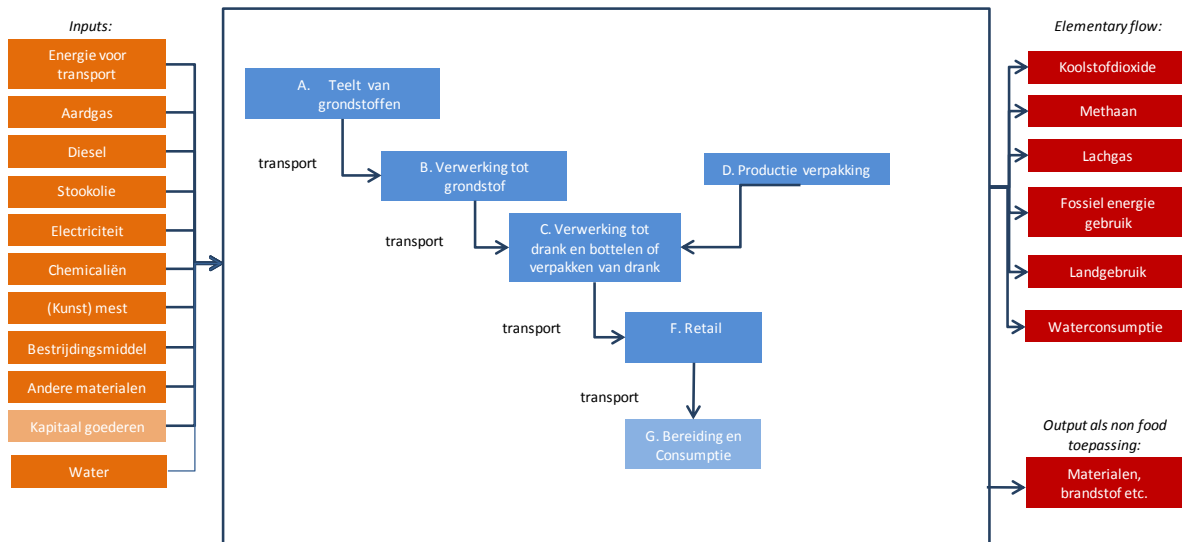 Inputs:
Energie voor
transport
Aardgas
Diesel
Stookolie
Electriciteit
Chemicaliën
(Kunst) mest
Bestrijdingsmiddel
Andere materialen
Kapitaal goederen
Water
A. Teelt van
grondstoffen
transport
B. Verwerking tot
grondstof
D. Productie verpakking
transport
C. Verwerking tot
drank en bottelen of
verpakken van drank
transport
F. Retail
transport
G. Bereiding en
Consumptie
Elementary flow:
Koolstofdioxide
Methaan
Lachgas
Fossiel energie
gebruik
Landgebruik
Waterconsumptie
Output als non food
toepassing:
Materialen,
brandstof etc.